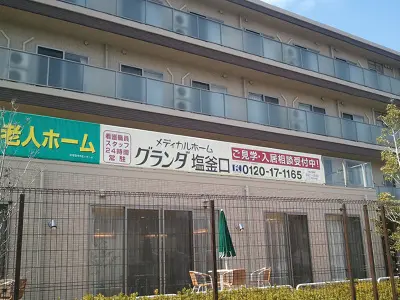 老人ホーム
看護職員
スタッフ
24時間
常駐
メディカルホーム
グランダ塩釜口
ご見学・入居相談受付中!
0120-17-1165